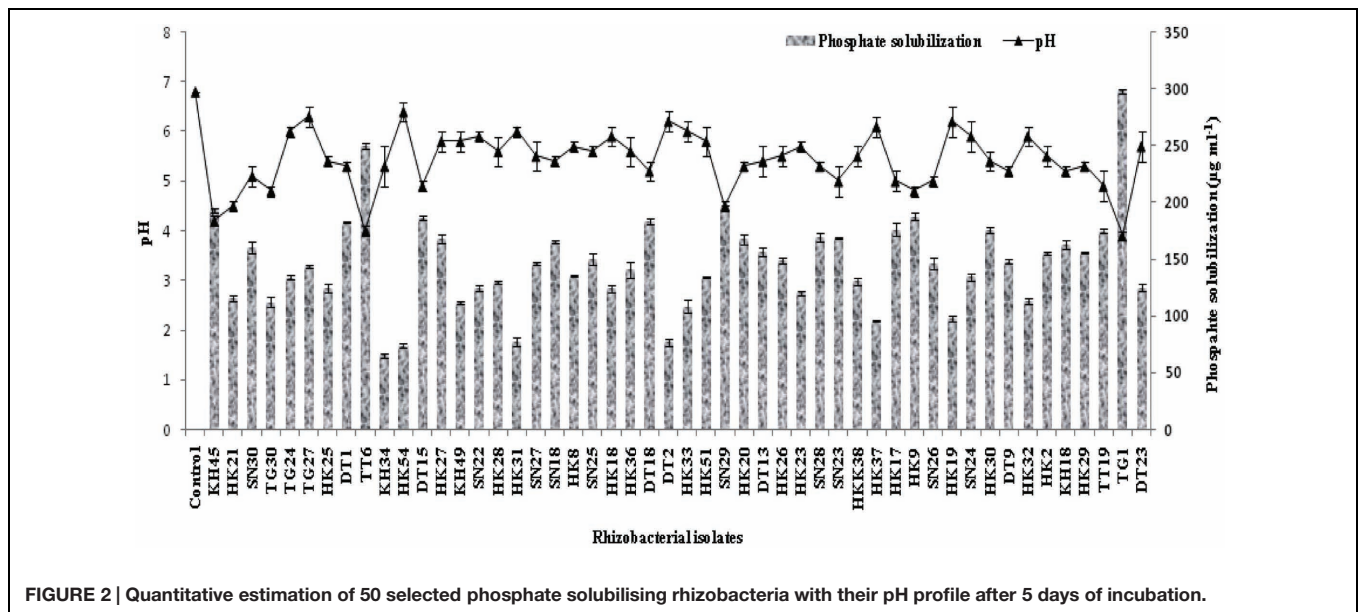 8
7
6
5
4
3
2
1
0
pH
Phosphate solubilization
pH
350
300
250
200
150
100
50
0
Phospahte solubilization (µg ml⁻¹)
Control
KH45
HK21
SN30
TG30
TG24
TG27
HK25
DT1
TT6
KH34
HK54
DT15
HK27
KH49
SN22
HK28
HK31
SN27
SN18
HK8
SN25
HK18
HK36
DT18
DT2
HK33
HK51
SN29
HK20
DT13
HK26
HK23
SN28
SN23
HKK38
HK37
HK17
HK9
SN26
HK19
SN24
HK30
DT9
HK32
HK2
KH18
HK29
TT19
TG1
DT23
Rhizobacterial isolates
FIGURE 2 | Quantitative estimation of 50 selected phosphate solubilising rhizobacteria with their pH profile after 5 days of incubation.